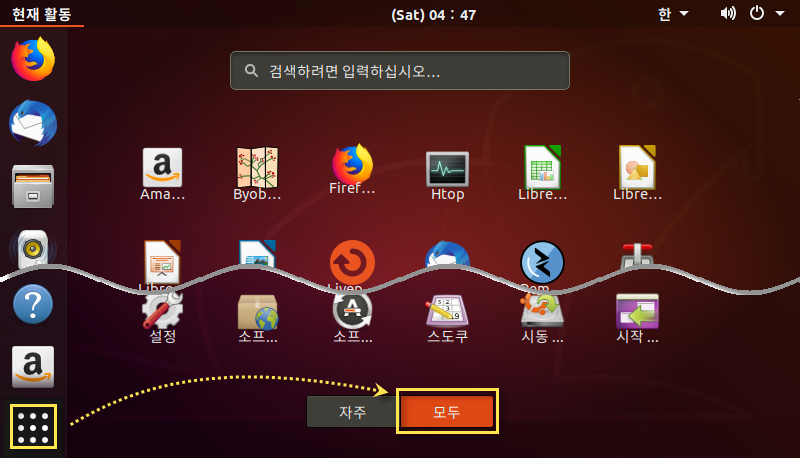 현재 활동
(Sat) 04 : 47
한
검색하려면 입력하십시오...
Ama...
Byob...
Firef...
Htop
Libre...
Libre...
설정
소프...
소프...
스도쿠
시동 ...
시작 ...
자주
모두